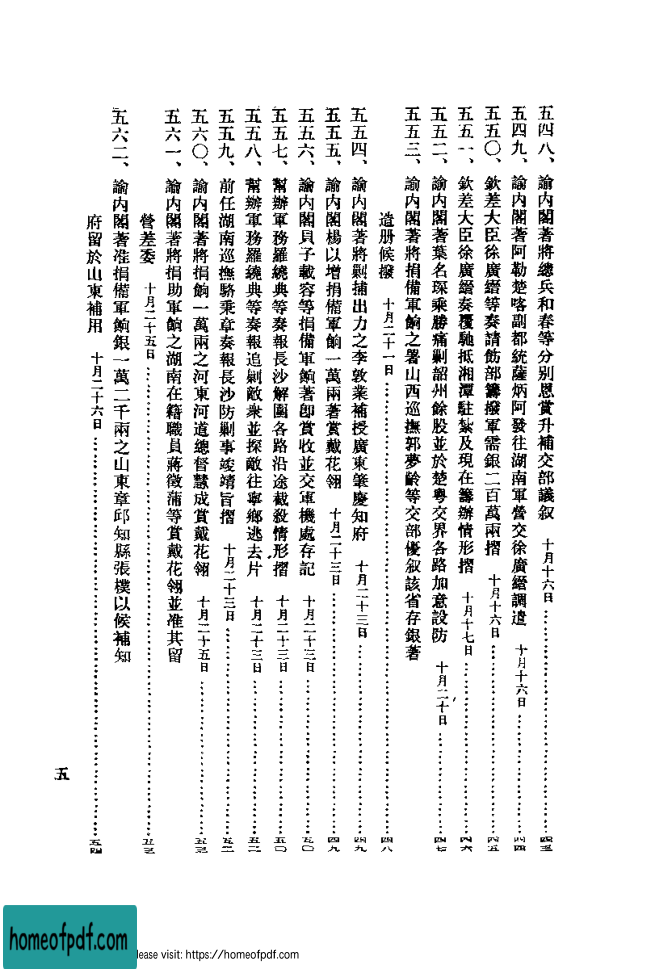 五四八、諭內閣著將總兵和春等分別恩賞升補交部議叙 十月十六日…………四三
五四九、諭內閣著阿勒楚喀副都統薩炳阿發往湖南軍營交徐廣縉調遣 十月十六日…………四四
五五〇、欽差大臣徐廣縉等奏請飭部籌撥軍需銀二百萬兩摺 十月十六日…………四五
五五一、欽差大臣徐廣縉奏覆馳抵湘潭駐紮及現在籌辦情形摺 十月十七日…………四六
五五二、諭內閣著葉名琛乘勝痛剿韶州餘股並於楚粵交界各路加意設防 十月二十日…………四七
五五三、諭內閣著將捐備軍餉之署山西巡撫郭夢齡等交部優叙該省存銀著
造册候撥 十月二十一日…………四八
五五四、諭內閣著將剿捕出力之李敦業補授廣東肇慶知府 十月二十三日…………四九
五五五、諭內閣楊以增捐備軍餉一萬兩著賞戴花翎 十月二十三日…………四九
五五六、諭內閣貝子載容等捐備軍餉著卽賞收並交軍機處存記 十月二十三日…………五〇
五五七、幫辦軍務羅繞典等奏報長沙解圍各路沿途截殺情形摺 十月二十三日…………五〇
五五八、幫辦軍務羅繞典等奏報追剿敵衆並探敵往寧鄉逃去片 十月二十三日…………五二
五五九、前任湖南巡撫駱秉章奏報長沙防剿事竣靖旨摺 十月二十三日…………五二
五六〇、諭內閣著將捐餉一萬兩之河東河道總督慧成賞戴花翎 十月二十五日…………五三
五六一、諭內閣著將捐助軍餉之湖南在籍職員蔣徵蒲等賞戴花翎並准其留
營差委 十月二十五日…………五三
五六二、諭內閣著准捐備軍餉銀一萬二千兩之山東章邱知縣張樸以候補知
府留於山東補用 十月二十六日…………五四
五
homeofpdf.com
lease visit: https://homeofpdf.com